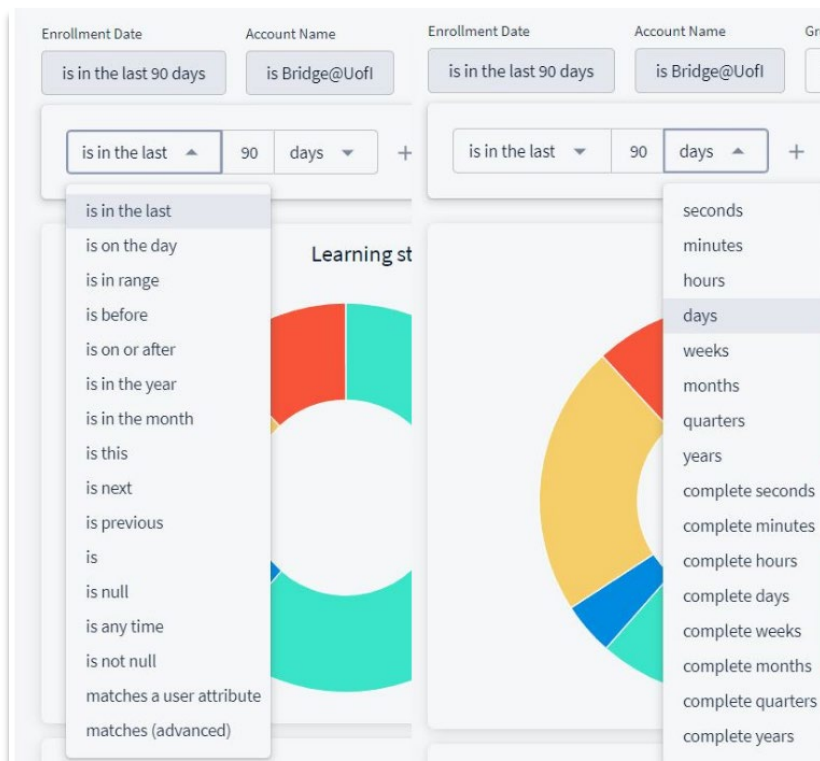 Enrollment Date
Account Name
is in the last 90 days
is Bridge@UofI
is in the last
90
days
+
is in the last
is on the day
is in range
is before
is on or after
is in the year
is in the month
is this
is next
is previous
is
is null
is any time
is not null
matches a user attribute
matches (advanced)
Learning st
Enrollment Date
Account Name
Gr
is in the last 90 days
is Bridge@UofI
is in the last
90
days
+
seconds
minutes
hours
days
weeks
months
quarters
years
complete seconds
complete minutes
complete hours
complete days
complete weeks
complete months
complete quarters
complete years